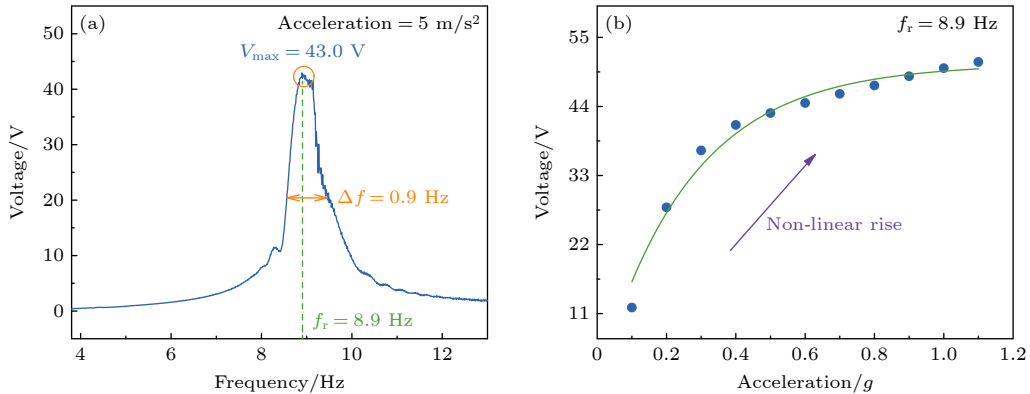 (a)
Acceleration = 5 m/s²
V_max = 43.0 V
50
40
30
20
10
0
Voltage/V
Δf = 0.9 Hz
f_r = 8.9 Hz
4 6 8 10 12
Frequency/Hz
(b)
f_r = 8.9 Hz
55
44
33
22
11
Voltage/V
Non-linear rise
0 0.2 0.4 0.6 0.8 1.0 1.2
Acceleration/g